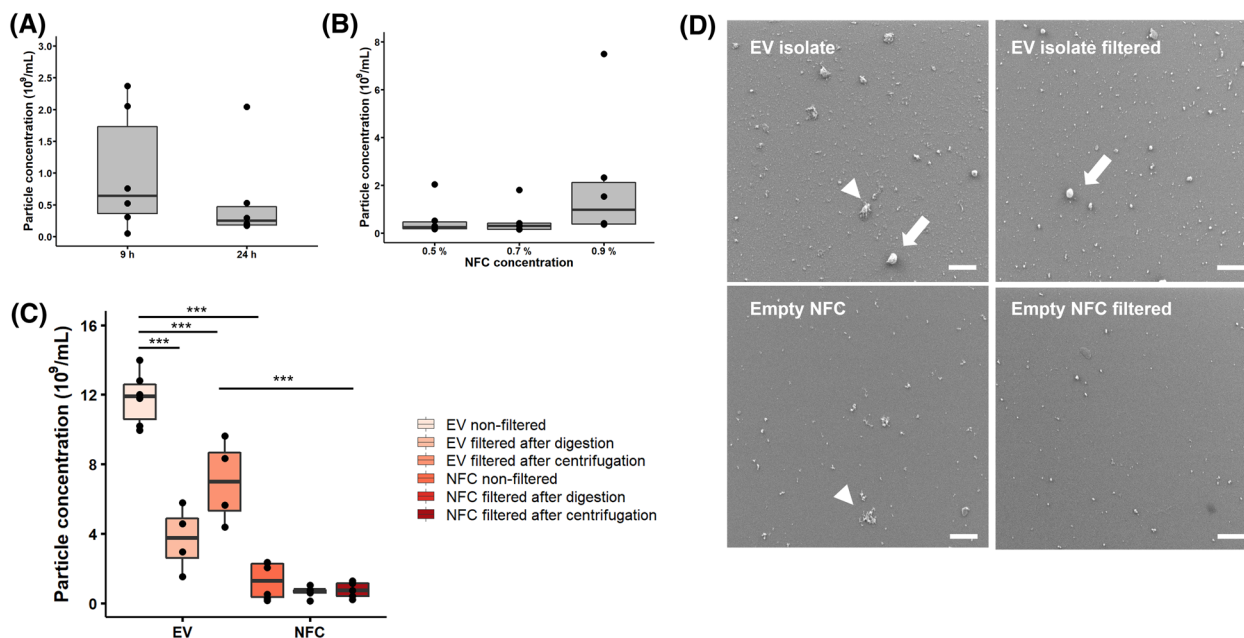 (A)
Particle concentration (10⁹/mL)
3.0
2.5
2.0
1.5
1.0
0.5
0.0
9 h
24 h
(B)
Particle concentration (10⁹/mL)
8
6
4
2
0
0.5 %
0.7 %
0.9 %
NFC concentration
(C)
Particle concentration (10⁹/mL)
16
12
8
4
0
***
***
***
***
EV
NFC
EV non-filtered
EV filtered after digestion
EV filtered after centrifugation
NFC non-filtered
NFC filtered after digestion
NFC filtered after centrifugation
(D)
EV isolate
EV isolate filtered
Empty NFC
Empty NFC filtered